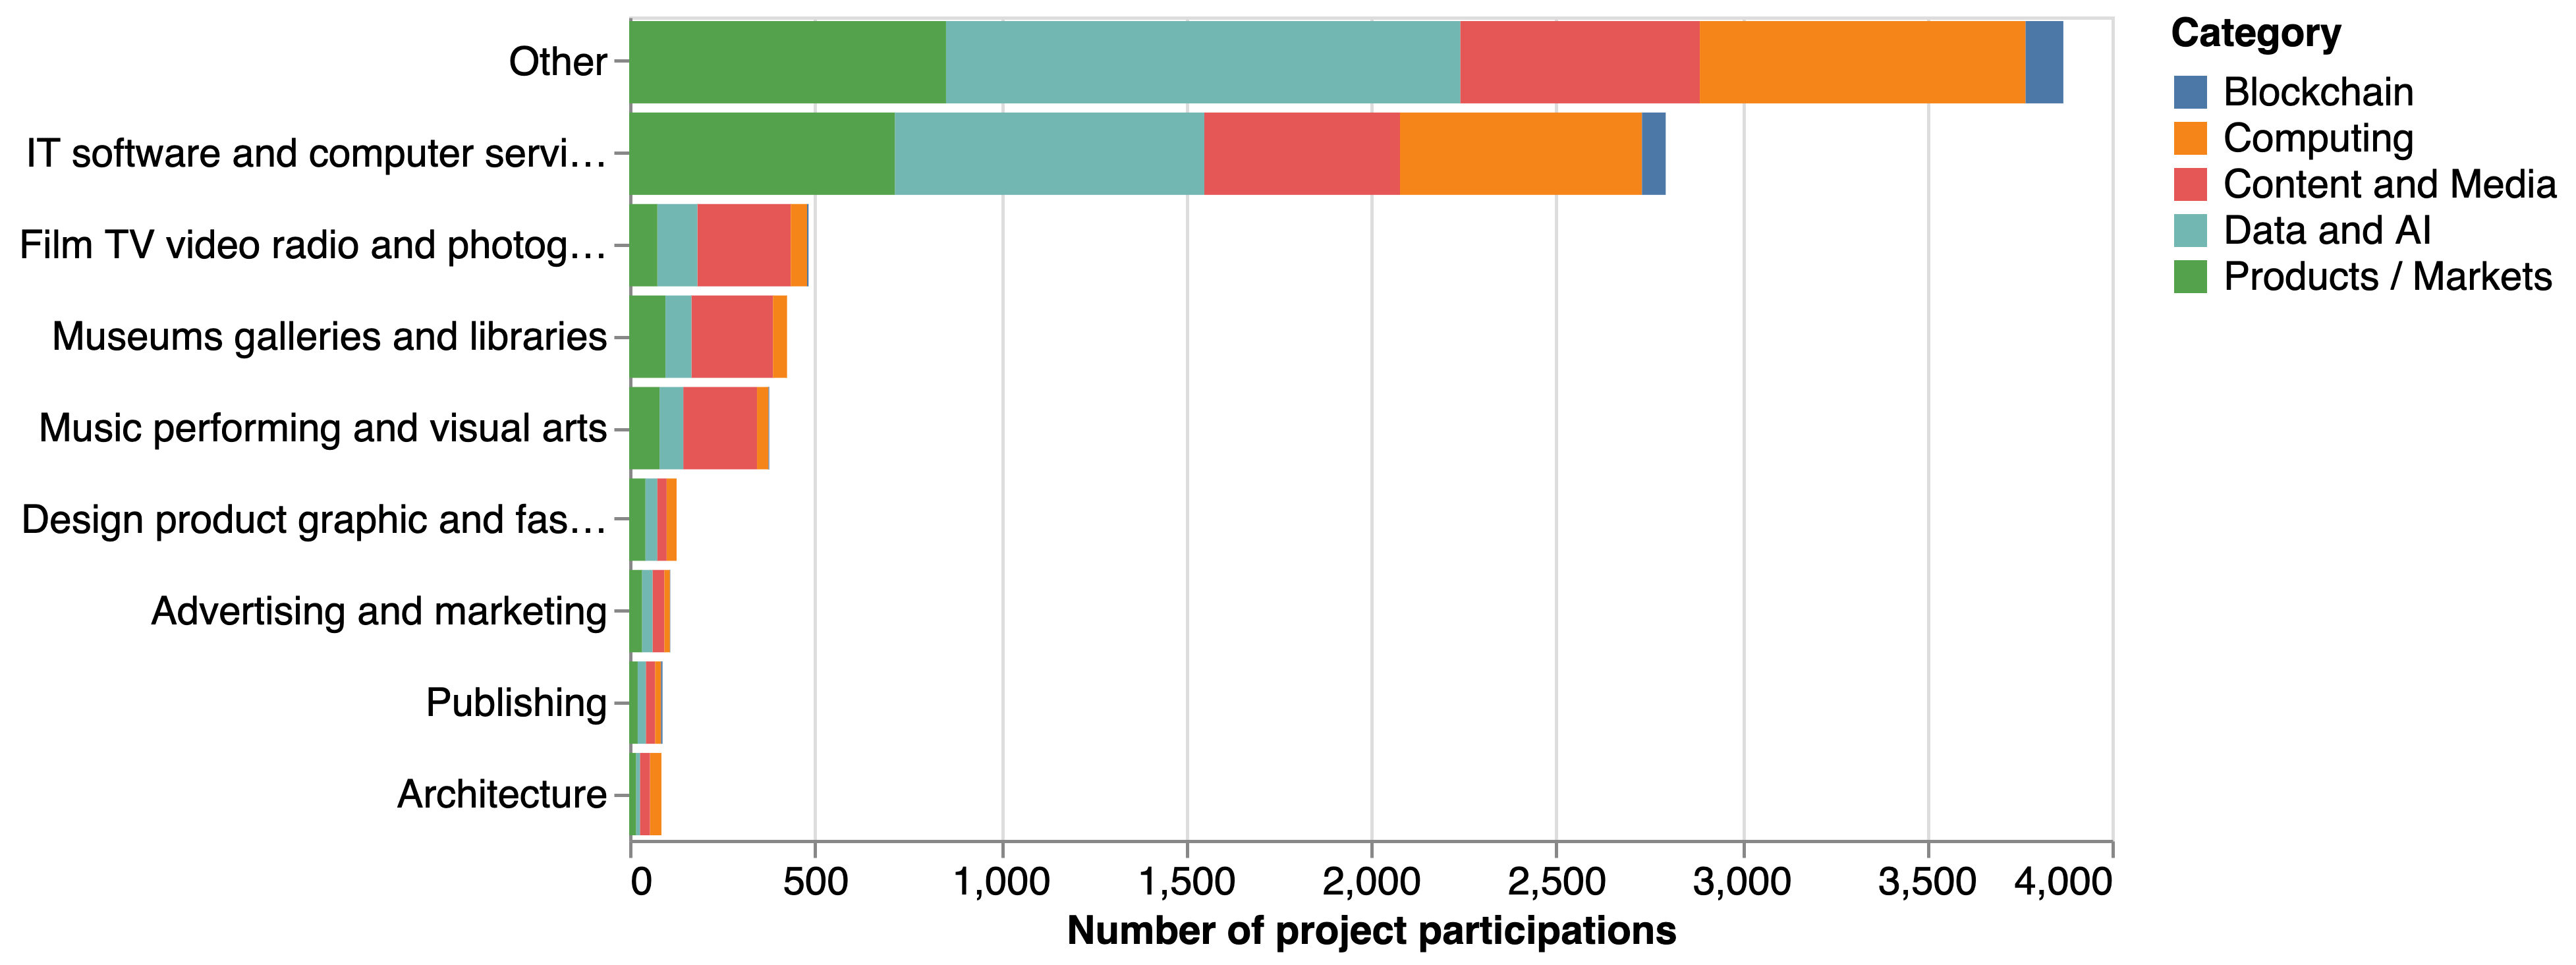 Other
IT software and computer servi…
Film TV video radio and photog…
Museums galleries and libraries
Music performing and visual arts
Design product graphic and fas…
Advertising and marketing
Publishing
Architecture
0 500 1,000 1,500 2,000 2,500 3,000 3,500 4,000
Number of project participations
Category
Blockchain
Computing
Content and Media
Data and AI
Products / Markets